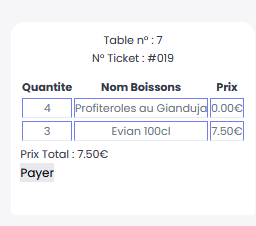 Table n° : 7
N° Ticket : #019
Quantite Nom Boissons Prix
4 Profiteroles au Gianduja 0.00€
3 Evian 100cl 7.50€
Prix Total : 7.50€
Payer